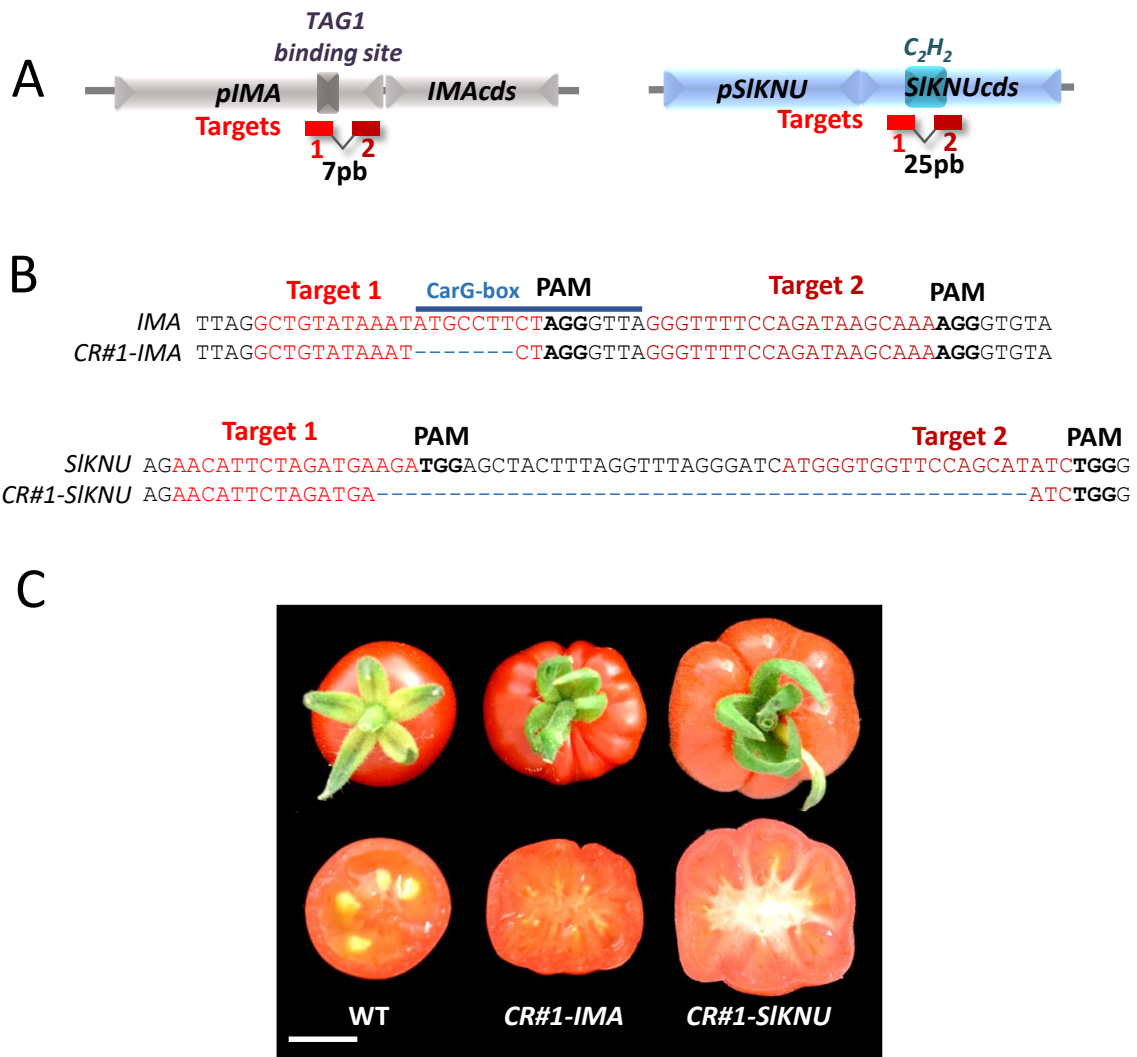 A
TAG1
binding site
pIMA
IMAcds
Targets
1 2
7pb
C2H2
pSlKNU
SlKNUcds
Targets
1 2
25pb
B
Target 1 CarG-box PAM Target 2 PAM
IMA TTAGGCTGTATAAATATGCCTTCTAGGGTTAGGGTTTTCCAGATAAGCAAAAGGGTGTA
CR#1-IMA TTAGGCTGTATAAAT-------CTAGGGTTAGGGTTTTCCAGATAAGCAAAAGGGTGTA
Target 1 PAM Target 2 PAM
SlKNU AGAACATTCTAGATGAAGATGGAGCTACTTTAGGTTTAGGGATCATGGGTGGTTCCAGCATATCTGGG
CR#1-SlKNU AGAACATTCTAGATGA---------------------------------------------ATCTGGG
C
WT CR#1-IMA CR#1-SlKNU